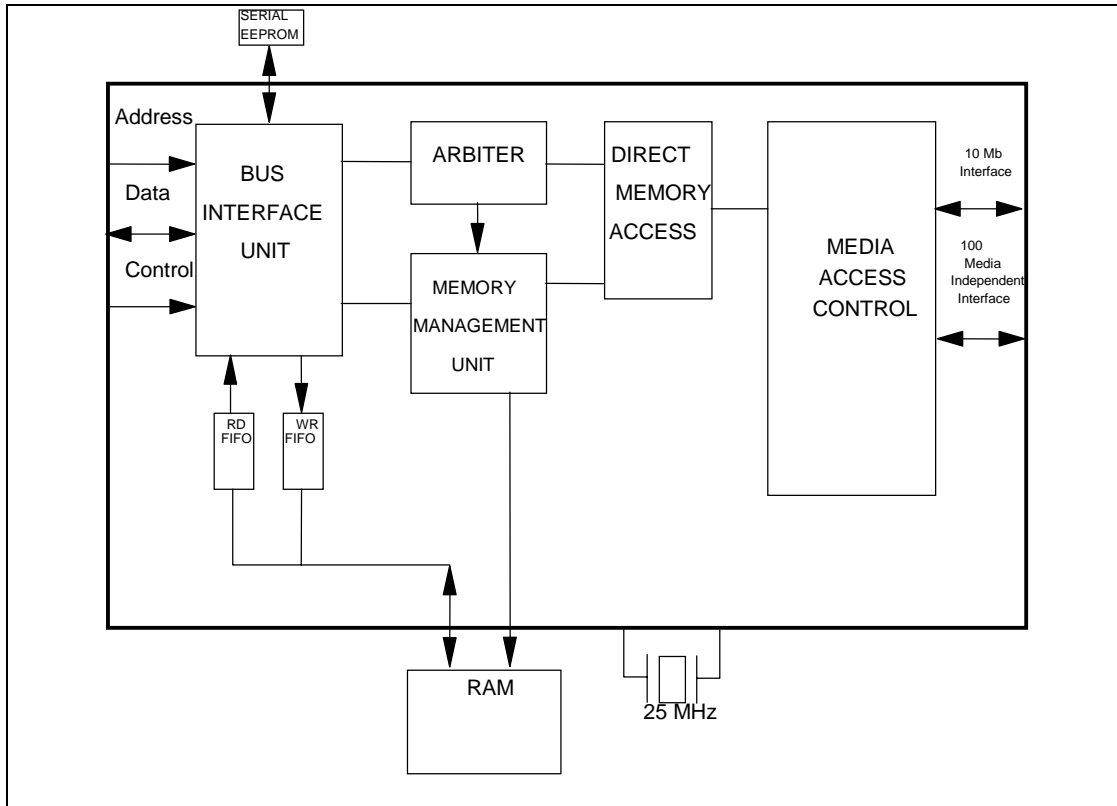 SERIAL
EEPROM
Address
Data
Control
BUS
INTERFACE
UNIT
ARBITER
DIRECT
MEMORY
ACCESS
MEMORY
MANAGEMENT
UNIT
MEDIA
ACCESS
CONTROL
10 Mb
Interface
100
Media
Independent
Interface
RD
FIFO
WR
FIFO
RAM
25 MHz